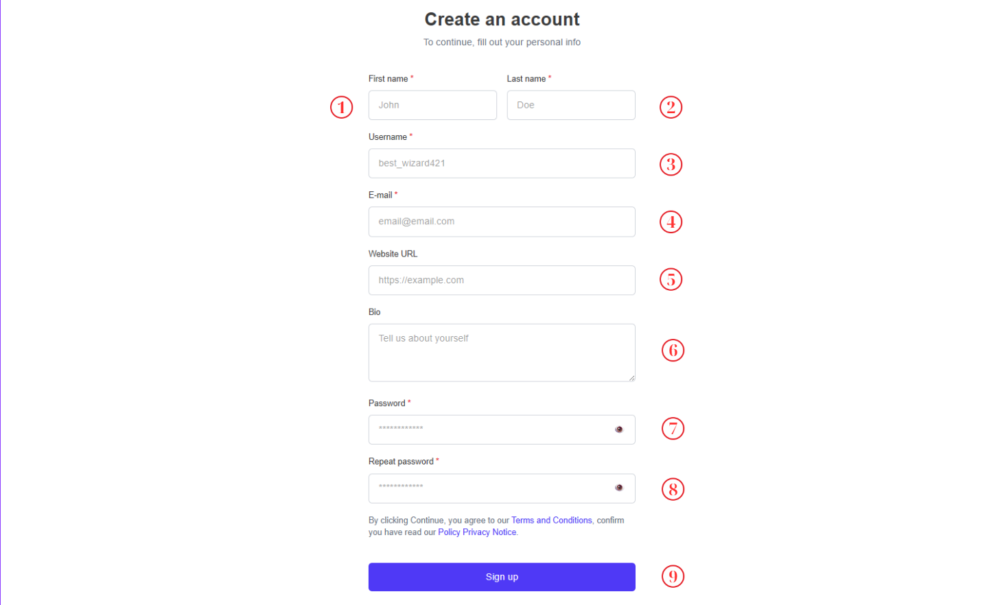 Create an account
To continue, fill out your personal info
First name * Last name *
1 John Doe 2
Username *
best_wizard421 3
E-mail *
email@email.com 4
Website URL
https://example.com 5
Bio
Tell us about yourself
6
Password *
************ 7
Repeat password *
************ 8
By clicking Continue, you agree to our Terms and Conditions, confirm
you have read our Policy Privacy Notice.
Sign up 9